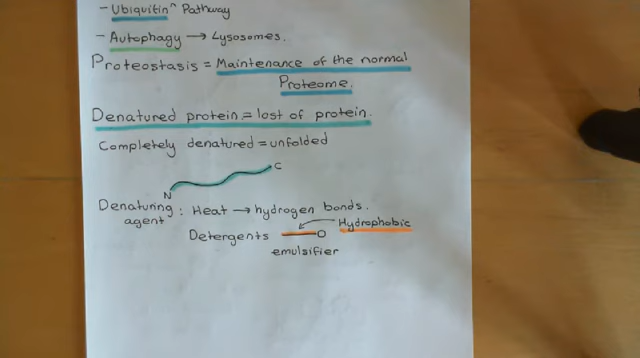 - Ubiquitin^ Pathway
- Autophagy → Lysosomes.
Proteostasis = Maintenance of the normal
Proteome.
Denatured protein = lost of protein.
Completely denatured = unfolded
C
N
Denaturing agent : Heat → hydrogen bonds.
Hydrophobic
Detergents
emulsifier